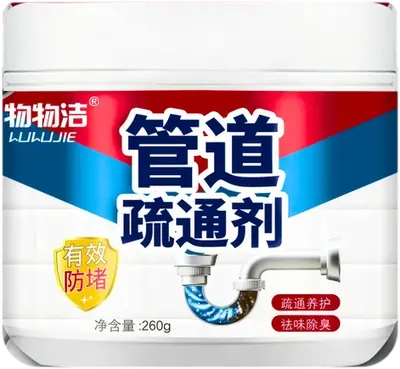 物物洁®
WUWUJIE
管道
疏通剂
有效
防堵
疏通养护
祛味除臭
净含量:260g